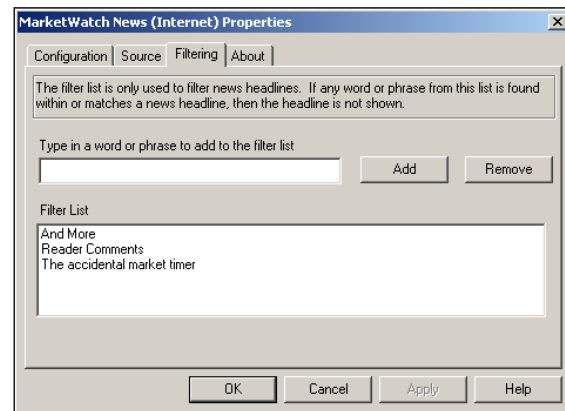 MarketWatch News (Internet) Properties
Configuration Source Filtering About
The filter list is only used to filter news headlines. If any word or phrase from this list is found
within or matches a news headline, then the headline is not shown.
Type in a word or phrase to add to the filter list
Add Remove
Filter List
And More
Reader Comments
The accidental market timer
OK Cancel Apply Help